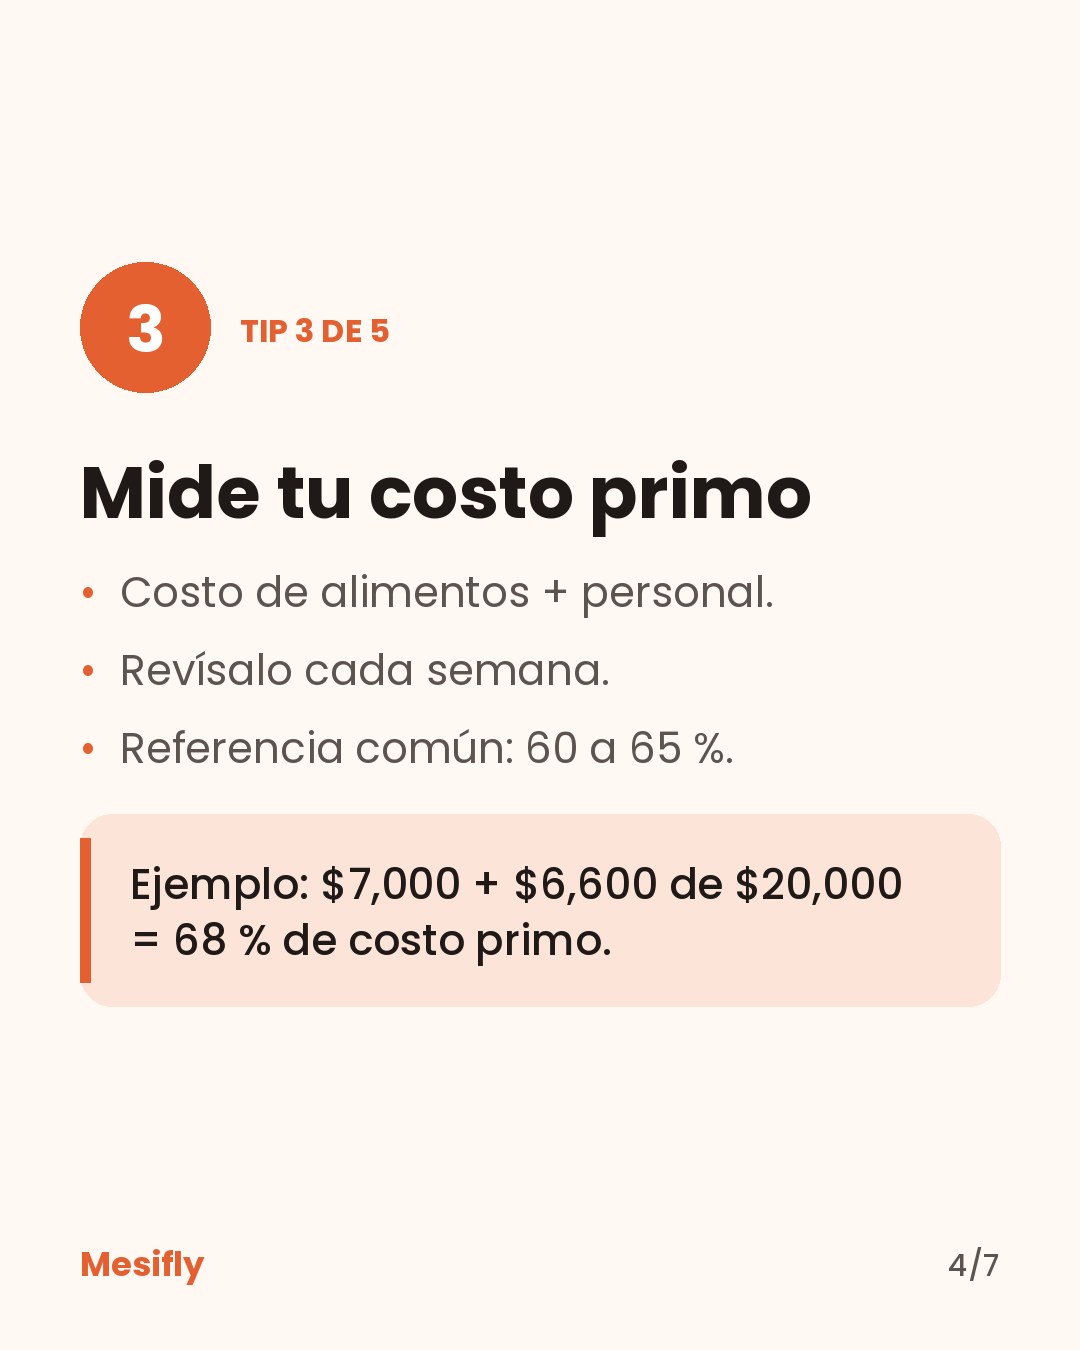 3
TIP 3 DE 5
Mide tu costo primo
• Costo de alimentos + personal.
• Revísalo cada semana.
• Referencia común: 60 a 65 %.
Ejemplo: $7,000 + $6,600 de $20,000
= 68 % de costo primo.
Mesifly
4/7